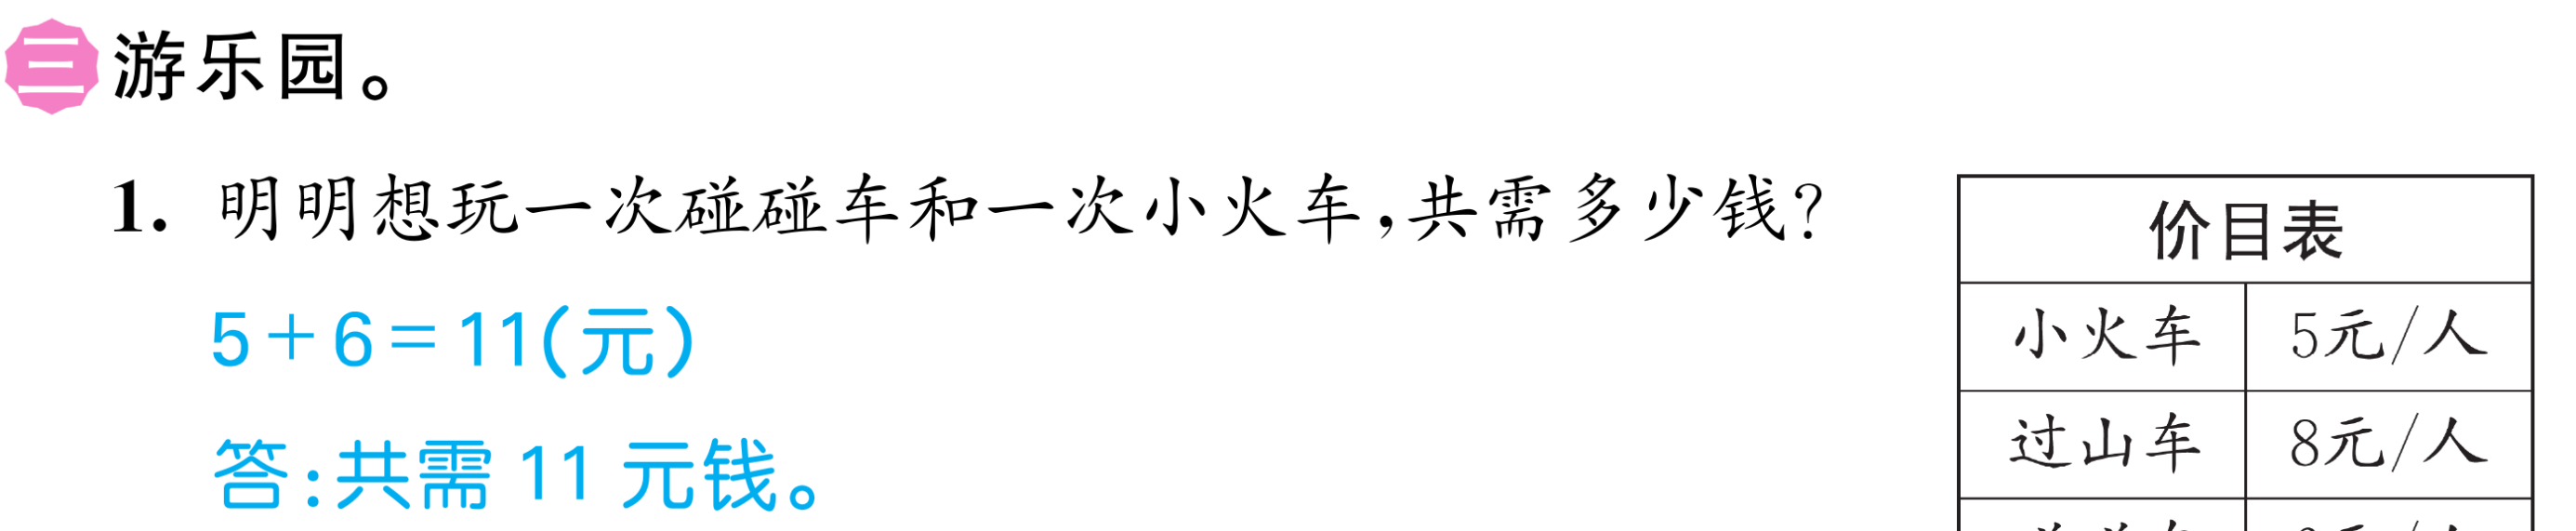 三 游乐园。
1. 明明想玩一次碰碰车和一次小火车,共需多少钱?
5+6=11(元)
答:共需 11 元钱。
价目表
小火车 5元/人
过山车 8元/人